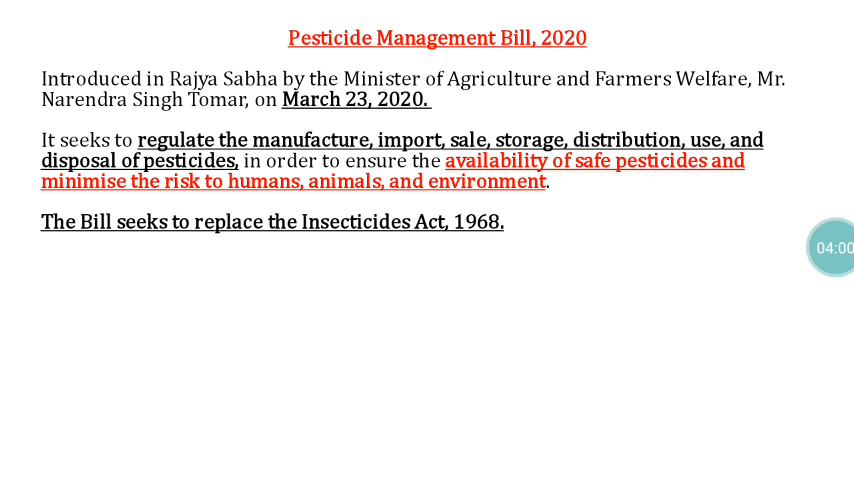 Pesticide Management Bill, 2020
Introduced in Rajya Sabha by the Minister of Agriculture and Farmers Welfare, Mr.
Narendra Singh Tomar, on March 23, 2020.
It seeks to regulate the manufacture, import, sale, storage, distribution, use, and
disposal of pesticides, in order to ensure the availability of safe pesticides and
minimise the risk to humans, animals, and environment.
The Bill seeks to replace the Insecticides Act, 1968.
04:00